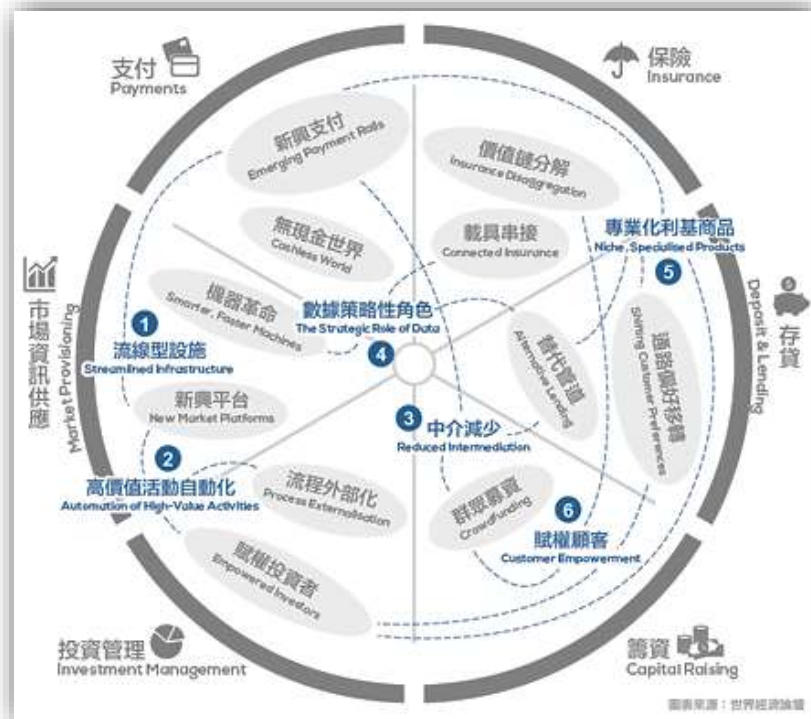 支付
Payments
保險
Insurance
新興支付
Emerging Payment Rails
價值鏈分解
Insurance Disaggregation
無現金世界
Cashless World
載具串接
Connected Insurance
專業化利基商品
Niche, Specialised Products
5
機器革命
Smarter, Faster Machines
數據策略性角色
The Strategic Role of Data
4
1
流線型設施
Streamlined Infrastructure
市場資訊供應
Market Provisioning
存貸
Deposit & Lending
替代管道
Alternative Lending
通路偏好移轉
Shifting Customer Preferences
新興平台
New Market Platforms
3
中介減少
Reduced Intermediation
2
高價值活動自動化
Automation of High-Value Activities
流程外部化
Process Externalisation
群眾募資
Crowdfunding
6
賦權顧客
Customer Empowerment
賦權投資者
Empowered Investors
投資管理
Investment Management
籌資
Capital Raising
圖表來源：世界經濟論壇